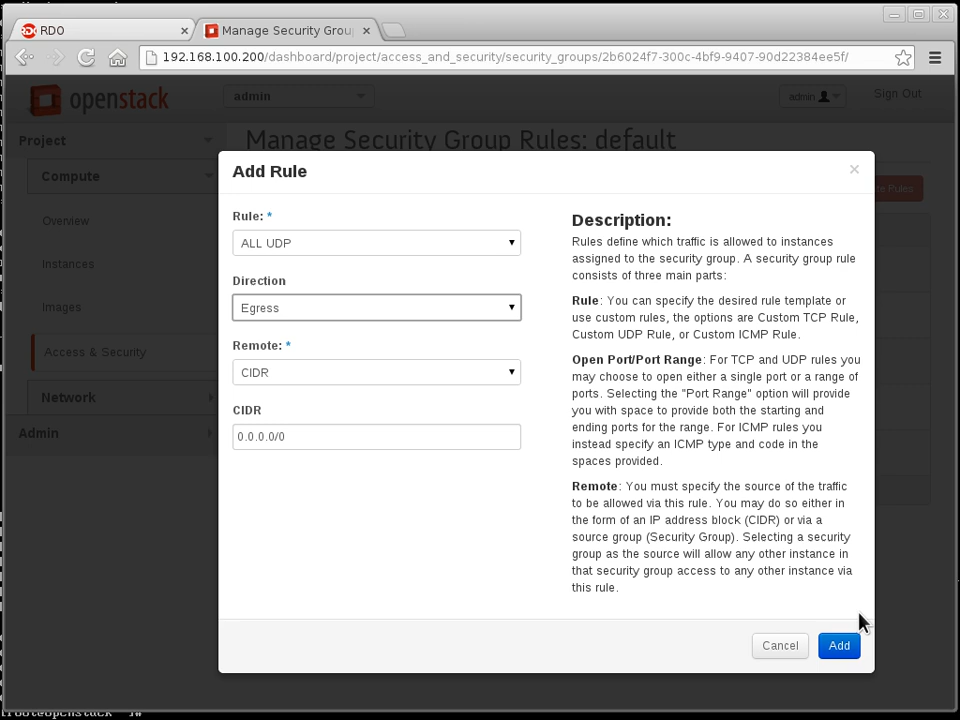 RDO
Manage Security Grou
192.168.100.200/dashboard/project/access_and_security/security_groups/2b6024f7-300c-4bf9-9407-90d22384ee5f/
openstack
admin
admin
Sign Out
Project
Manage Security Group Rules: default
Compute
Overview
Instances
Images
Access & Security
Network
Admin
Rules
Add Rule
×
Rule: *
ALL UDP
Direction
Egress
Remote: *
CIDR
CIDR
0.0.0.0/0
Description:
Rules define which traffic is allowed to instances
assigned to the security group. A security group rule
consists of three main parts:
Rule: You can specify the desired rule template or
use custom rules, the options are Custom TCP Rule,
Custom UDP Rule, or Custom ICMP Rule.
Open Port/Port Range: For TCP and UDP rules you
may choose to open either a single port or a range of
ports. Selecting the "Port Range" option will provide
you with space to provide both the starting and
ending ports for the range. For ICMP rules you
instead specify an ICMP type and code in the
spaces provided.
Remote: You must specify the source of the traffic
to be allowed via this rule. You may do so either in
the form of an IP address block (CIDR) or via a
source group (Security Group). Selecting a security
group as the source will allow any other instance in
that security group access to any other instance via
this rule.
Cancel
Add